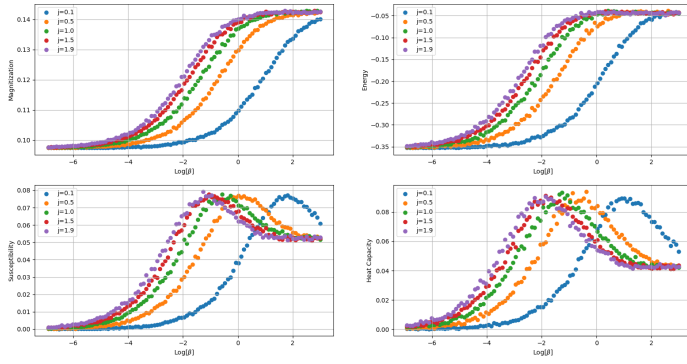 j=0.1
j=0.5
j=1.0
j=1.5
j=1.9
0.14
0.13
0.12
0.11
0.10
Magnitization
−6 −4 −2 0 2
Log[β]
j=0.1
j=0.5
j=1.0
j=1.5
j=1.9
−0.05
−0.10
−0.15
−0.20
−0.25
−0.30
−0.35
Energy
−6 −4 −2 0 2
Log[β]
j=0.1
j=0.5
j=1.0
j=1.5
j=1.9
0.08
0.07
0.06
0.05
0.04
0.03
0.02
0.01
0.00
Susceptibility
−6 −4 −2 0 2
Log[β]
j=0.1
j=0.5
j=1.0
j=1.5
j=1.9
0.08
0.06
0.04
0.02
0.00
Heat Capacity
−6 −4 −2 0 2
Log[β]